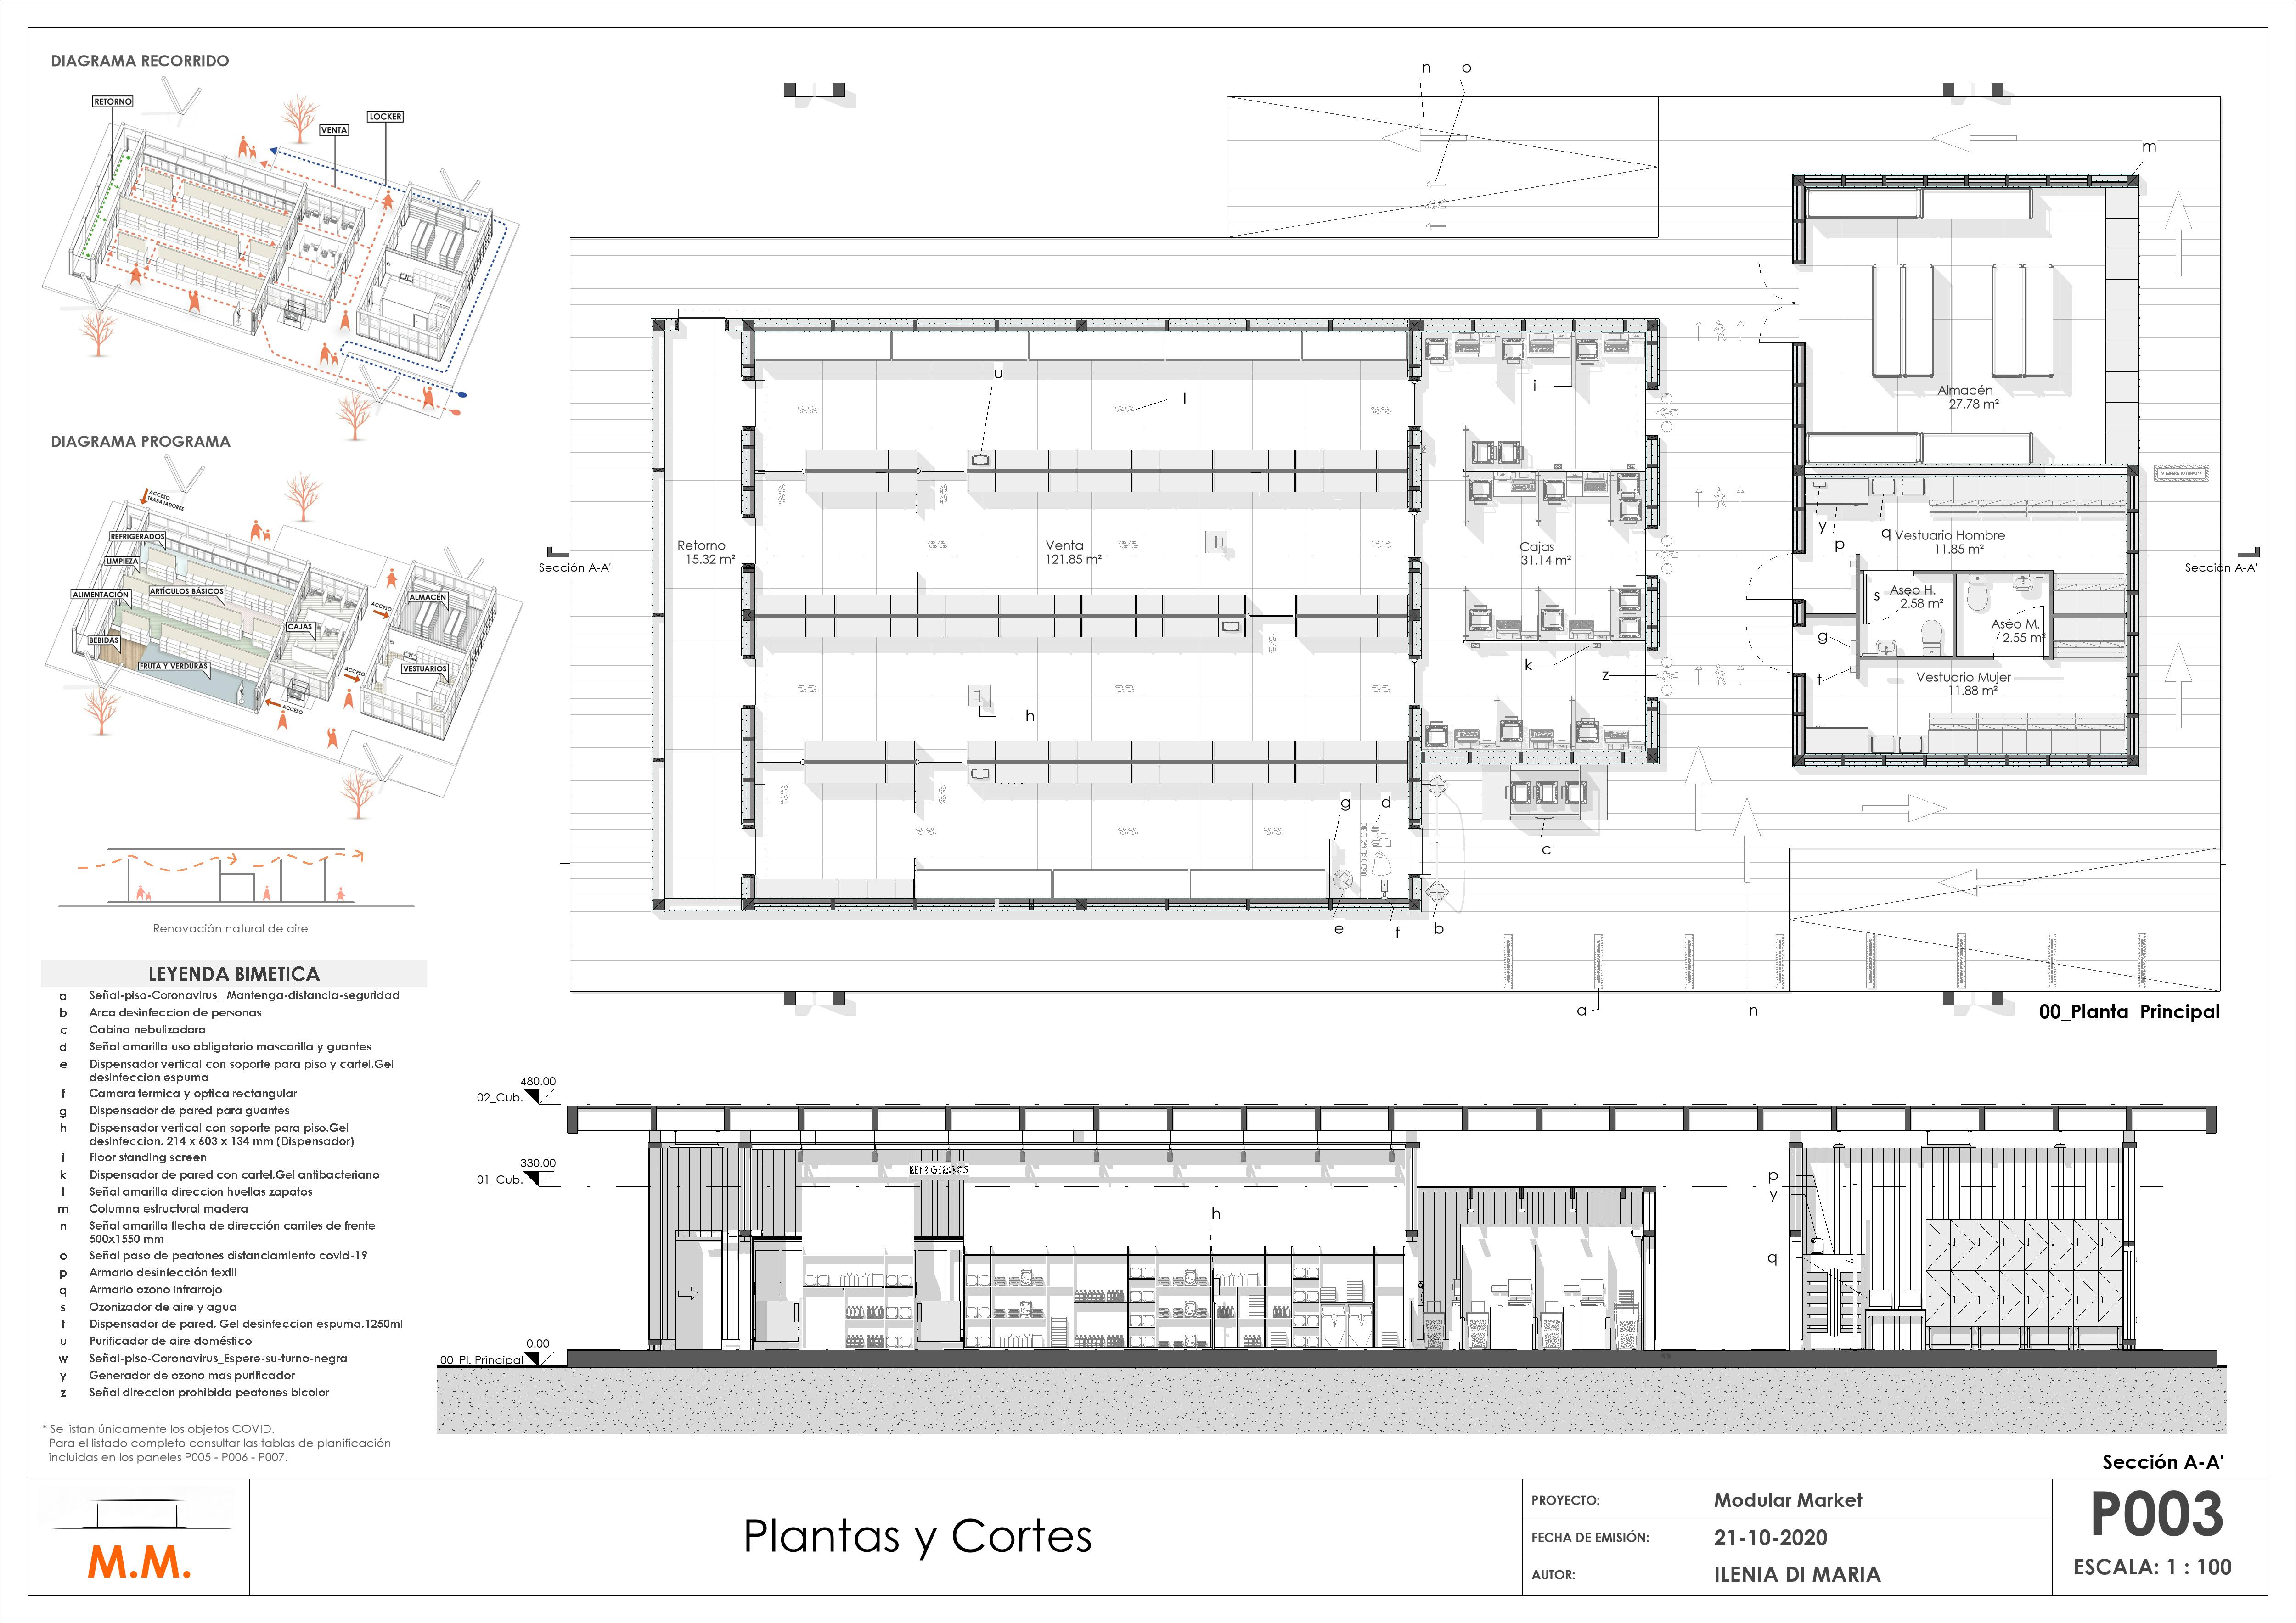 DIAGRAMA RECORRIDO
RETORNO
VENTA
LOCKER
DIAGRAMA PROGRAMA
ACCESO
TRABAJADORES
REFRIGERADOS
LIMPIEZA
ALIMENTACIÓN
ARTÍCULOS BÁSICOS
BEBIDAS
FRUTA Y VERDURAS
CAJAS
ACCESO
ALMACÉN
ACCESO
VESTUARIOS
ACCESO
Renovación natural de aire
LEYENDA BIMETICA
a Señal-piso-Coronavirus_ Mantenga-distancia-seguridad
b Arco desinfeccion de personas
c Cabina nebulizadora
d Señal amarilla uso obligatorio mascarilla y guantes
e Dispensador vertical con soporte para piso y cartel.Gel
desinfeccion espuma
f Camara termica y optica rectangular
g Dispensador de pared para guantes
h Dispensador vertical con soporte para piso.Gel
desinfeccion. 214 x 603 x 134 mm (Dispensador)
i Floor standing screen
k Dispensador de pared con cartel.Gel antibacteriano
l Señal amarilla direccion huellas zapatos
m Columna estructural madera
n Señal amarilla flecha de dirección carriles de frente
500x1550 mm
o Señal paso de peatones distanciamiento covid-19
p Armario desinfección textil
q Armario ozono infrarrojo
s Ozonizador de aire y agua
t Dispensador de pared. Gel desinfeccion espuma.1250ml
u Purificador de aire doméstico
w Señal-piso-Coronavirus_Espere-su-turno-negra
y Generador de ozono mas purificador
z Señal direccion prohibida peatones bicolor
* Se listan únicamente los objetos COVID.
Para el listado completo consultar las tablas de planificación
incluidas en los paneles P005 - P006 - P007.
n
o
m
u
l
i
Almacén
27.78 m²
ESPERA TU TURNO
Sección A-A'
Retorno
15.32 m²
Venta
121.85 m²
Cajas
31.14 m²
y
p
q
Vestuario Hombre
11.85 m²
Sección A-A'
s
Aseo H.
2.58 m²
Aseo M.
2.55 m²
g
t
Vestuario Mujer
11.88 m²
k
z
h
g
d
USO OBLIGATORIO
c
e
f
b
a
n
00_Planta Principal
480.00
02_Cub.
330.00
01_Cub.
0.00
00_Pl. Principal
REFRIGERADOS
h
p
y
q
Sección A-A'
M.M.
Plantas y Cortes
PROYECTO: Modular Market
FECHA DE EMISIÓN: 21-10-2020
AUTOR: ILENIA DI MARIA
P003
ESCALA: 1 : 100